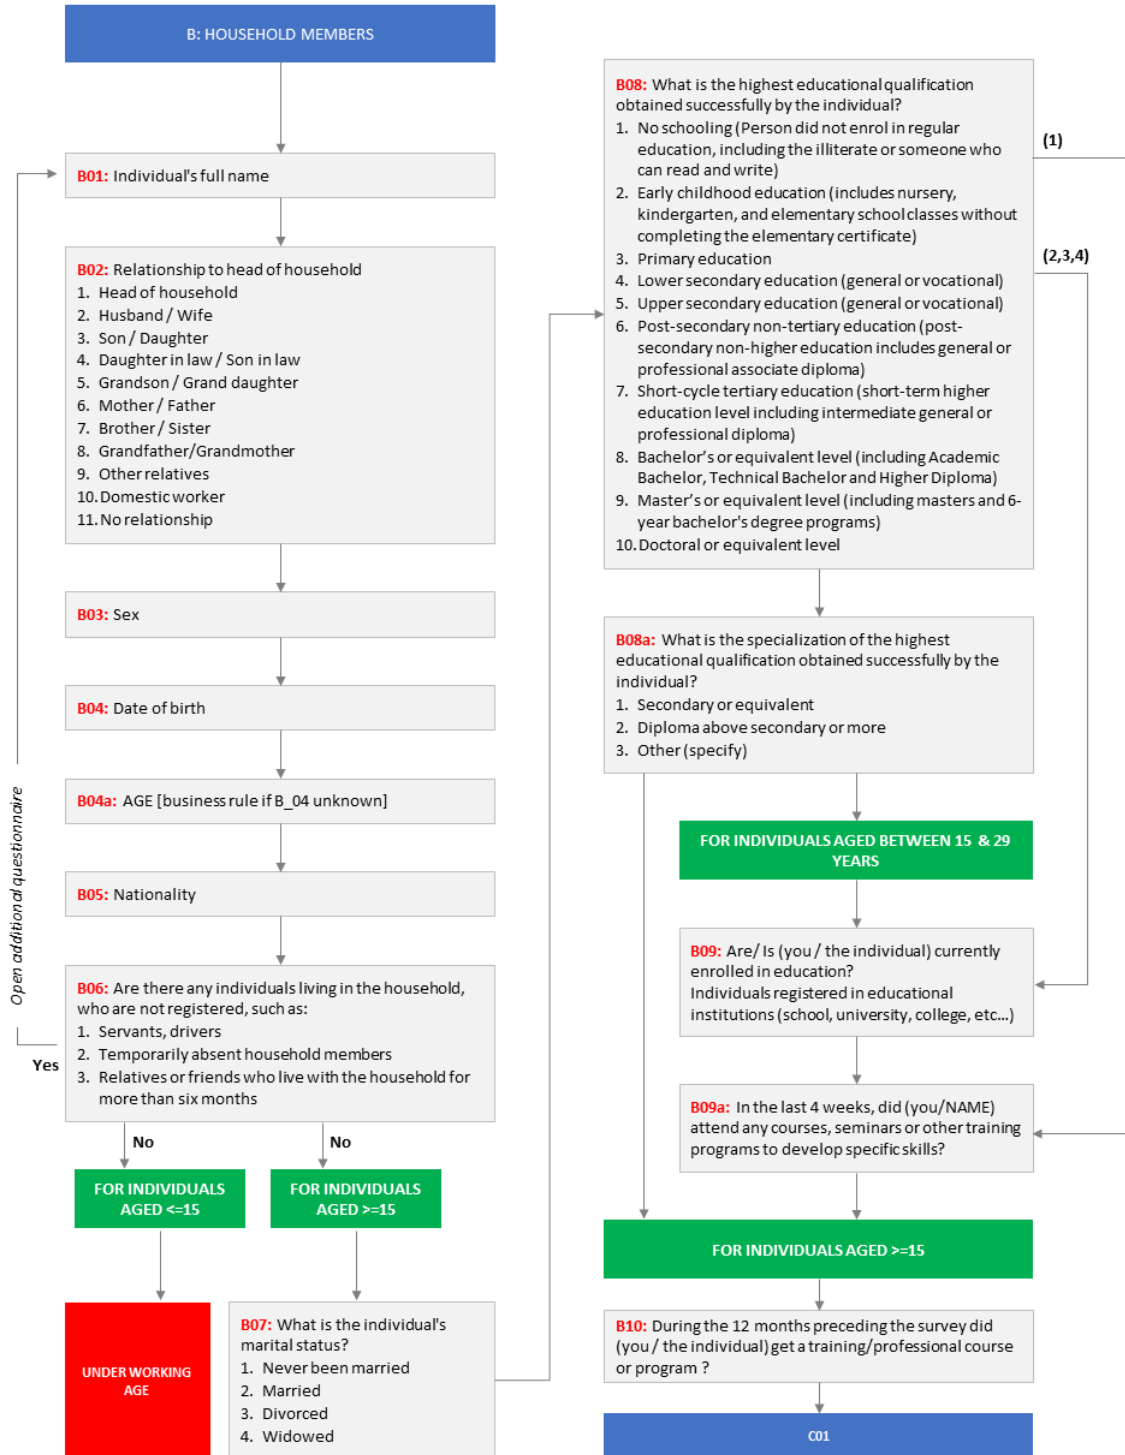 B: HOUSEHOLD MEMBERS
B01: Individual's full name
B02: Relationship to head of household
1. Head of household
2. Husband / Wife
3. Son / Daughter
4. Daughter in law / Son in law
5. Grandson / Grand daughter
6. Mother / Father
7. Brother / Sister
8. Grandfather/Grandmother
9. Other relatives
10. Domestic worker
11. No relationship
B03: Sex
B04: Date of birth
B04a: AGE [business rule if B_04 unknown]
B05: Nationality
B06: Are there any individuals living in the household,
who are not registered, such as:
1. Servants, drivers
2. Temporarily absent household members
3. Relatives or friends who live with the household for
more than six months
Open additional questionnaire
Yes
No
No
FOR INDIVIDUALS
AGED <=15
FOR INDIVIDUALS
AGED >=15
UNDER WORKING
AGE
B07: What is the individual's
marital status?
1. Never been married
2. Married
3. Divorced
4. Widowed
B08: What is the highest educational qualification
obtained successfully by the individual?
1. No schooling (Person did not enrol in regular
education, including the illiterate or someone who
can read and write)
2. Early childhood education (includes nursery,
kindergarten, and elementary school classes without
completing the elementary certificate)
3. Primary education
4. Lower secondary education (general or vocational)
5. Upper secondary education (general or vocational)
6. Post-secondary non-tertiary education (post-
secondary non-higher education includes general or
professional associate diploma)
7. Short-cycle tertiary education (short-term higher
education level including intermediate general or
professional diploma)
8. Bachelor's or equivalent level (including Academic
Bachelor, Technical Bachelor and Higher Diploma)
9. Master's or equivalent level (including masters and 6-
year bachelor's degree programs)
10. Doctoral or equivalent level
(1)
(2,3,4)
B08a: What is the specialization of the highest
educational qualification obtained successfully by the
individual?
1. Secondary or equivalent
2. Diploma above secondary or more
3. Other (specify)
FOR INDIVIDUALS AGED BETWEEN 15 & 29
YEARS
B09: Are/ Is (you / the individual) currently
enrolled in education?
Individuals registered in educational
institutions (school, university, college, etc...)
B09a: In the last 4 weeks, did (you/NAME)
attend any courses, seminars or other training
programs to develop specific skills?
FOR INDIVIDUALS AGED >=15
B10: During the 12 months preceding the survey did
(you / the individual) get a training/professional course
or program ?
C01